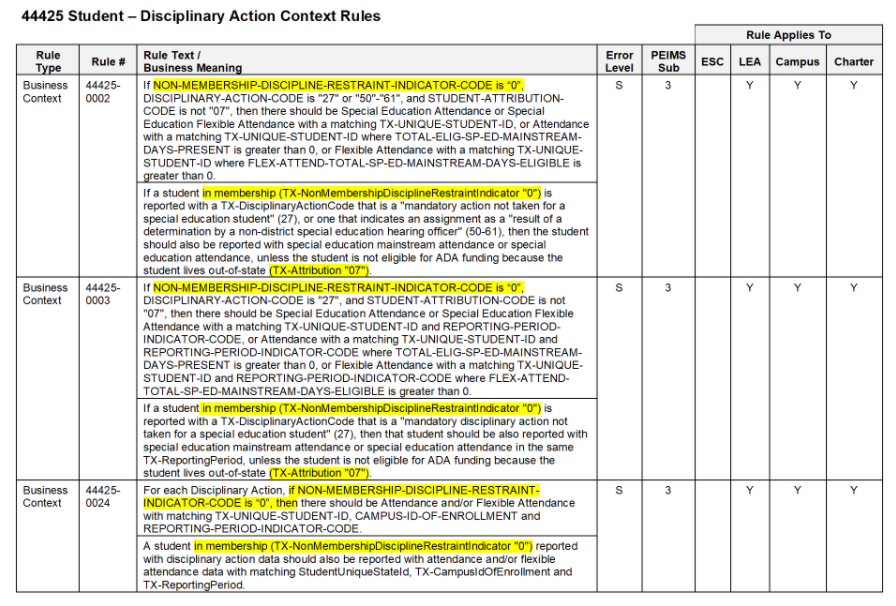 44425 Student – Disciplinary Action Context Rules
Rule Applies To
Rule Type
Rule #
Rule Text /
Business Meaning
Error Level
PEIMS Sub
ESC
LEA
Campus
Charter
Business Context
44425-0002
If NON-MEMBERSHIP-DISCIPLINE-RESTRAINT-INDICATOR-CODE is “0”,
DISCIPLINARY-ACTION-CODE is "27" or "50"-"61", and STUDENT-ATTRIBUTION-
CODE is not "07", then there should be Special Education Attendance or Special
Education Flexible Attendance with a matching TX-UNIQUE-STUDENT-ID, or Attendance
with a matching TX-UNIQUE-STUDENT-ID where TOTAL-ELIG-SP-ED-MAINSTREAM-
DAYS-PRESENT is greater than 0, or Flexible Attendance with a matching TX-UNIQUE-
STUDENT-ID where FLEX-ATTEND-TOTAL-SP-ED-MAINSTREAM-DAYS-ELIGIBLE is
greater than 0.
S
3
Y
Y
Y
If a student in membership (TX-NonMembershipDisciplineRestraintIndicator "0") is
reported with a TX-DisciplinaryActionCode that is a "mandatory action not taken for a
special education student" (27), or one that indicates an assignment as a "result of a
determination by a non-district special education hearing officer" (50-61), then the student
should also be reported with special education mainstream attendance or special
education attendance, unless the student is not eligible for ADA funding because the
student lives out-of-state (TX-Attribution "07").
Business Context
44425-0003
If NON-MEMBERSHIP-DISCIPLINE-RESTRAINT-INDICATOR-CODE is “0”,
DISCIPLINARY-ACTION-CODE is "27", and STUDENT-ATTRIBUTION-CODE is not
"07", then there should be Special Education Attendance or Special Education Flexible
Attendance with a matching TX-UNIQUE-STUDENT-ID and REPORTING-PERIOD-
INDICATOR-CODE, or Attendance with a matching TX-UNIQUE-STUDENT-ID and
REPORTING-PERIOD-INDICATOR-CODE where TOTAL-ELIG-SP-ED-MAINSTREAM-
DAYS-PRESENT is greater than 0, or Flexible Attendance with a matching TX-UNIQUE-
STUDENT-ID and REPORTING-PERIOD-INDICATOR-CODE where FLEX-ATTEND-
TOTAL-SP-ED-MAINSTREAM-DAYS-ELIGIBLE is greater than 0.
S
3
Y
Y
Y
If a student in membership (TX-NonMembershipDisciplineRestraintIndicator "0") is
reported with a TX-DisciplinaryActionCode that is a "mandatory disciplinary action not
taken for a special education student" (27), then that student should be also reported with
special education mainstream attendance or special education attendance in the same
TX-ReportingPeriod, unless the student is not eligible for ADA funding because the
student lives out-of-state (TX-Attribution "07").
Business Context
44425-0024
For each Disciplinary Action, if NON-MEMBERSHIP-DISCIPLINE-RESTRAINT-
INDICATOR-CODE is “0”, then there should be Attendance and/or Flexible Attendance
with matching TX-UNIQUE-STUDENT-ID, CAMPUS-ID-OF-ENROLLMENT and
REPORTING-PERIOD-INDICATOR-CODE.
S
3
Y
Y
Y
A student in membership (TX-NonMembershipDisciplineRestraintIndicator "0") reported
with disciplinary action data should also be reported with attendance and/or flexible
attendance data with matching StudentUniqueStateId, TX-CampusIdOfEnrollment and
TX-ReportingPeriod.